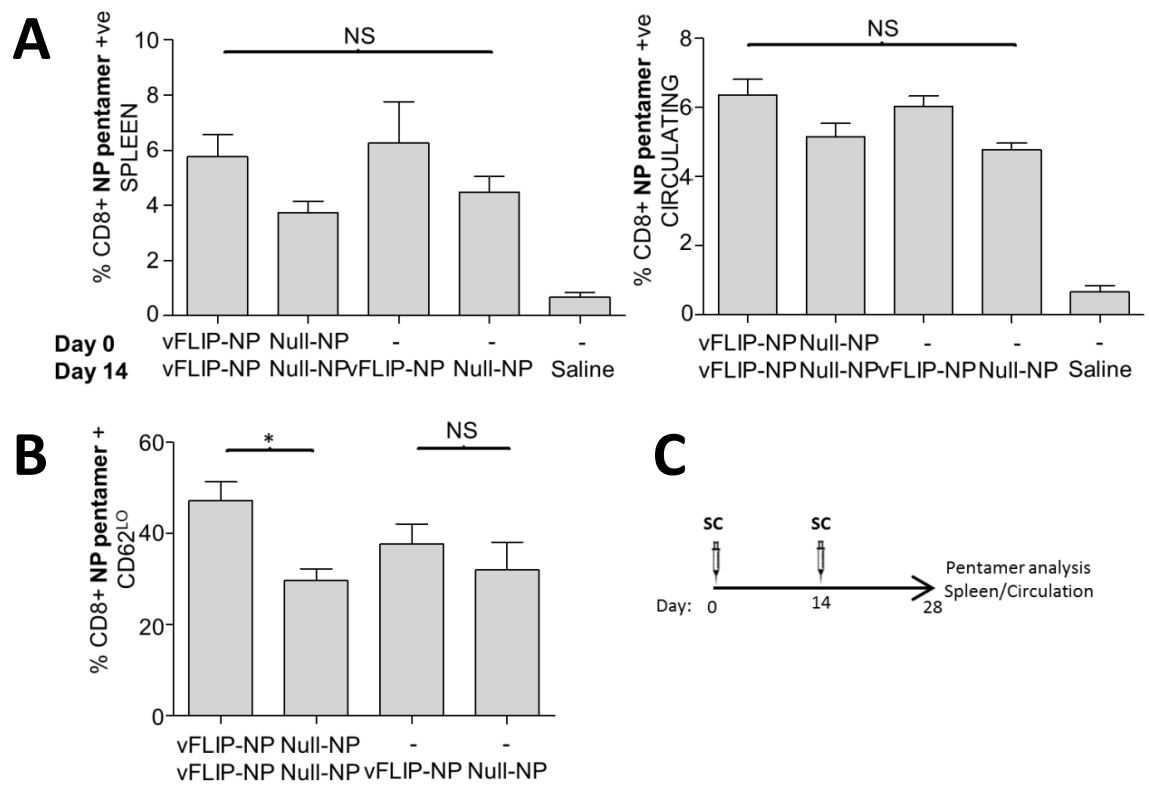 A
% CD8+ NP pentamer +ve
SPLEEN
10
8
6
4
2
0
NS
Day 0
vFLIP-NP Null-NP - - -
Day 14
vFLIP-NP Null-NP vFLIP-NP Null-NP Saline
% CD8+ NP pentamer +ve
CIRCULATING
8
6
4
2
0
NS
vFLIP-NP Null-NP - - -
vFLIP-NP Null-NP vFLIP-NP Null-NP Saline
B
% CD8+ NP pentamer +
CD62LO
60
40
20
0
*
NS
vFLIP-NP Null-NP - -
vFLIP-NP Null-NP vFLIP-NP Null-NP
C
SC SC
Pentamer analysis
Spleen/Circulation
Day: 0 14 28